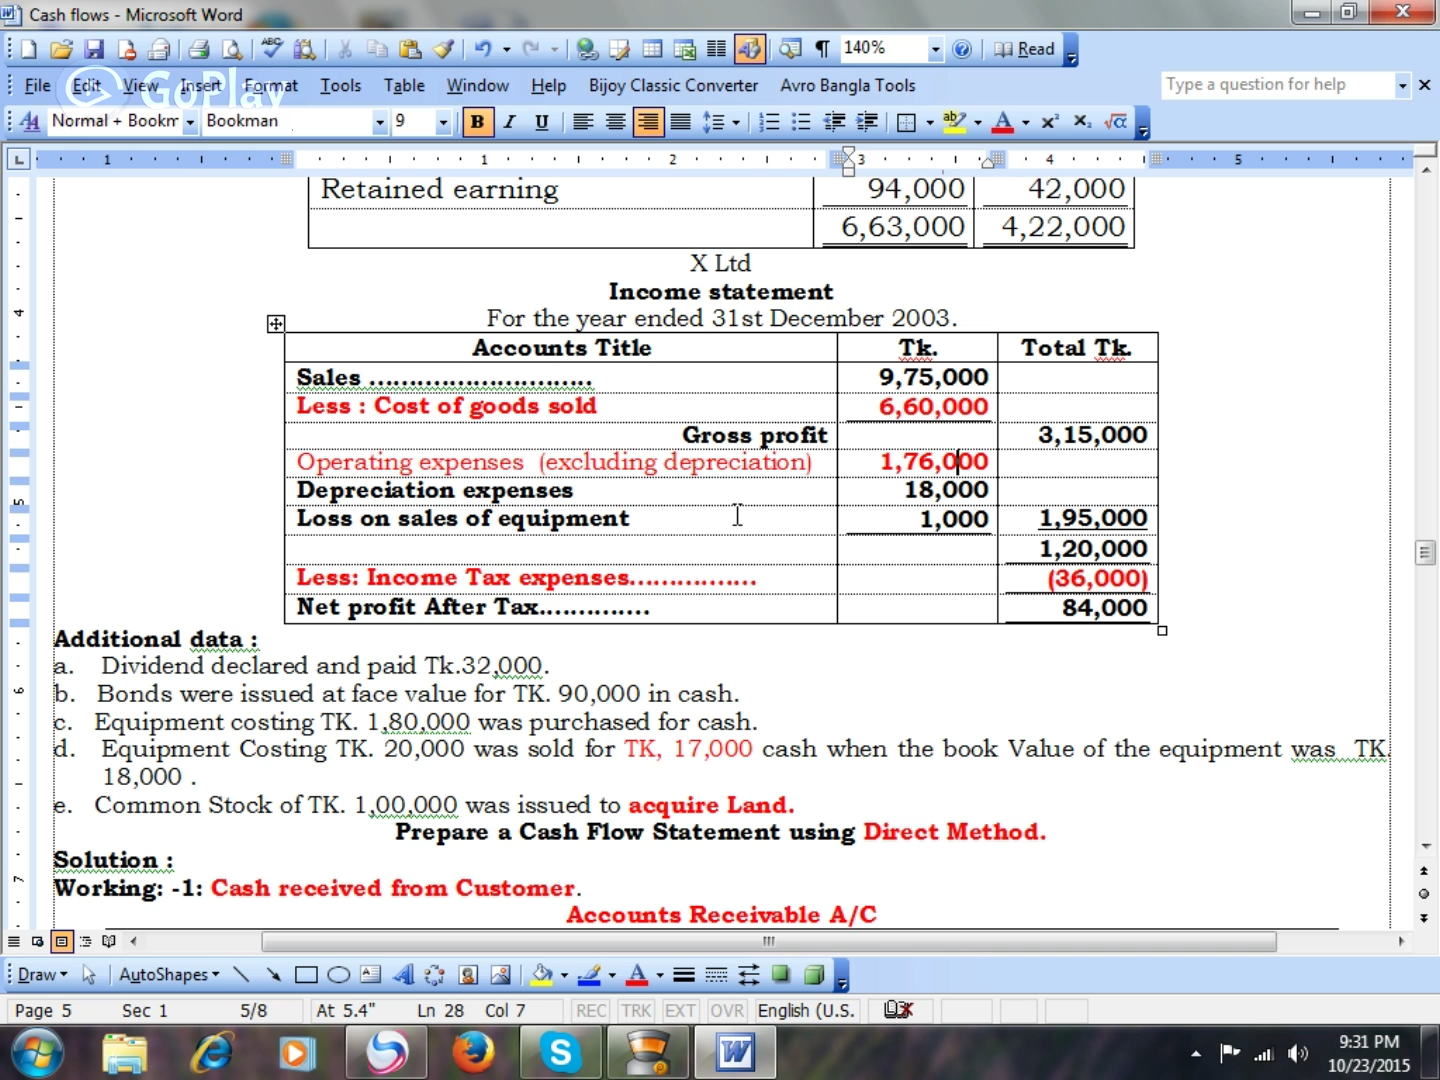 Cash flows - Microsoft Word
140%
Read
GoPlay
File Edit View Insert Format Tools Table Window Help Bijoy Classic Converter Avro Bangla Tools
Type a question for help
Normal + Bookm Bookman 9 B I U
1 1 2 3 4 5
Retained earning 94,000 42,000
6,63,000 4,22,000
X Ltd
Income statement
For the year ended 31st December 2003.
Accounts Title Tk. Total Tk.
Sales ............................ 9,75,000
Less : Cost of goods sold 6,60,000
Gross profit 3,15,000
Operating expenses (excluding depreciation) 1,76,000
Depreciation expenses 18,000
Loss on sales of equipment 1,000 1,95,000
1,20,000
Less: Income Tax expenses................ (36,000)
Net profit After Tax.............. 84,000
Additional data :
a. Dividend declared and paid Tk.32,000.
b. Bonds were issued at face value for TK. 90,000 in cash.
c. Equipment costing TK. 1,80,000 was purchased for cash.
d. Equipment Costing TK. 20,000 was sold for TK, 17,000 cash when the book Value of the equipment was TK.
18,000 .
e. Common Stock of TK. 1,00,000 was issued to acquire Land.
Prepare a Cash Flow Statement using Direct Method.
Solution :
Working: -1: Cash received from Customer.
Accounts Receivable A/C
Draw AutoShapes
Page 5 Sec 1 5/8 At 5.4" Ln 28 Col 7 REC TRK EXT OVR English (U.S.
9:31 PM
10/23/2015